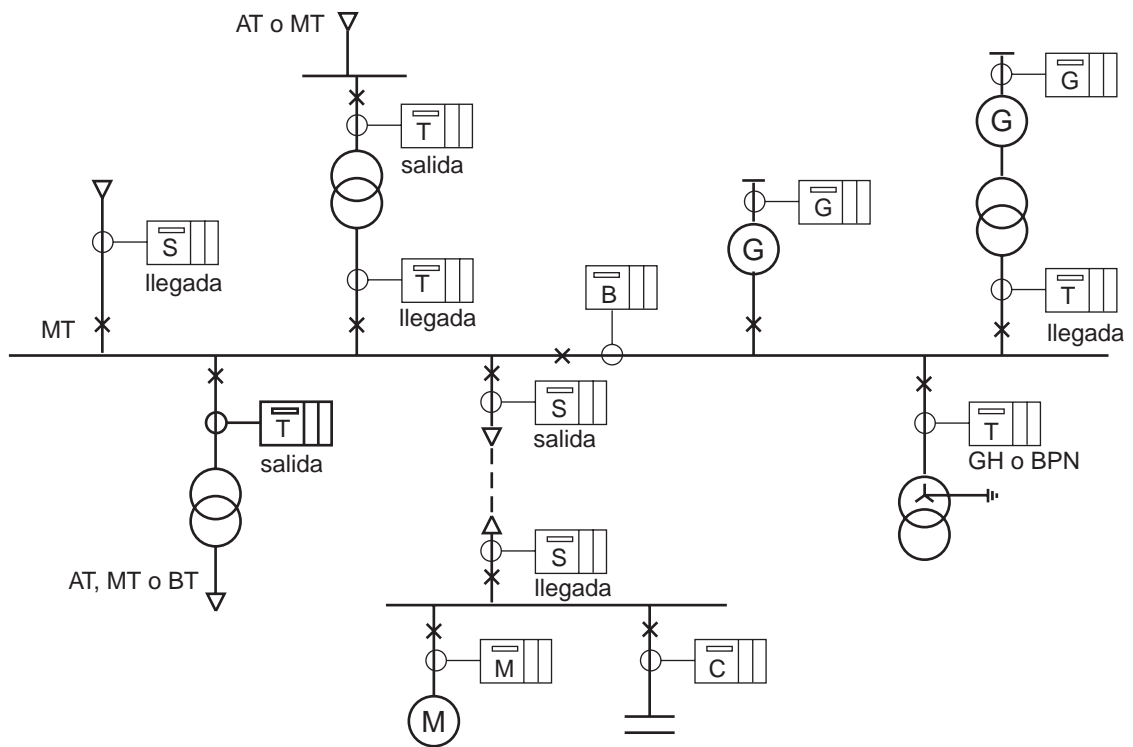 AT o MT
T
salida
G
G
S
llegada
G
G
T
llegada
B
T
llegada
MT
T
salida
S
salida
T
GH o BPN
AT, MT o BT
S
llegada
M
C
M